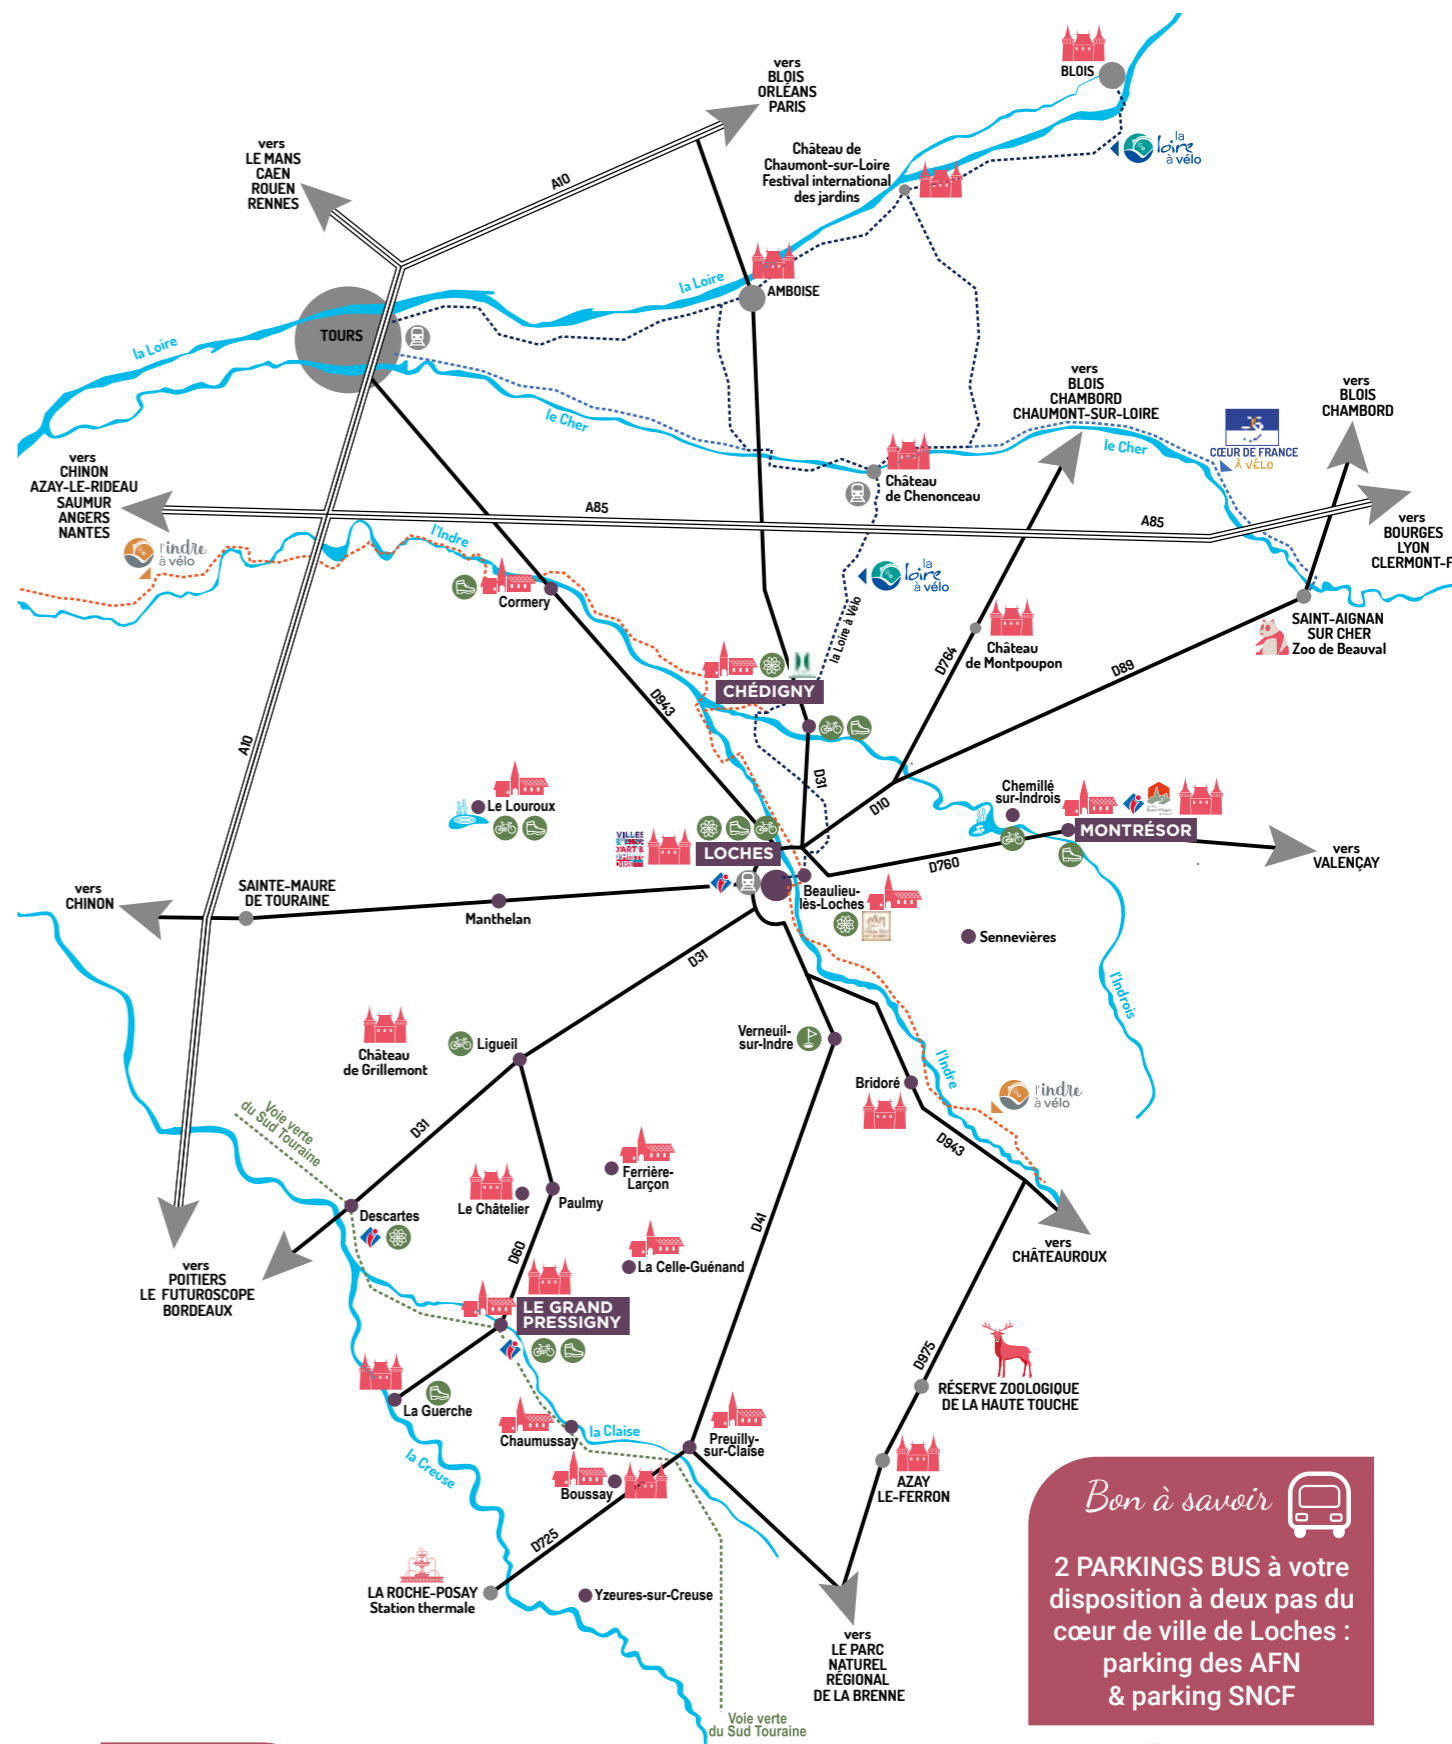 BLOIS
vers
BLOIS
ORLÉANS
PARIS
la
loire
à vélo
vers
LE MANS
CAEN
ROUEN
RENNES
Château de
Chaumont-sur-Loire
Festival international
des jardins
A10
la Loire
AMBOISE
TOURS
la Loire
le Cher
vers
BLOIS
CHAMBORD
CHAUMONT-SUR-LOIRE
vers
BLOIS
CHAMBORD
le Cher
CŒUR DE FRANCE
À VÉLO
vers
CHINON
AZAY-LE-RIDEAU
SAUMUR
ANGERS
NANTES
Château
de Chenonceau
A85
A85
vers
BOURGES
LYON
CLERMONT-F
l'indre
à vélo
l'Indre
Cormery
la
loire
à vélo
la Loire à Vélo
SAINT-AIGNAN
SUR CHER
Zoo de Beauval
Château
de Montpoupon
D764
D89
CHÉDIGNY
D943
A10
D31
D10
Le Louroux
Chemillé
sur-Indrois
MONTRÉSOR
VILLES
D'ART &
LOCHES
D760
vers
VALENÇAY
vers
CHINON
SAINTE-MAURE
DE TOURAINE
Manthelan
Beaulieu-
lès-Loches
Sennevières
D31
l'Indrois
Château
de Grillemont
Ligueil
Verneuil-
sur-Indre
l'Indre
Bridoré
l'indre
à vélo
Voie verte
du Sud Touraine
D31
D943
Ferrière-
Larçon
Le Châtelier
Paulmy
Descartes
D41
D60
La Celle-Guénand
vers
CHÂTEAUROUX
vers
POITIERS
LE FUTUROSCOPE
BORDEAUX
LE GRAND
PRESSIGNY
D975
RÉSERVE ZOOLOGIQUE
DE LA HAUTE TOUCHE
La Guerche
Chaumussay
la Claise
Preuilly-
sur-Claise
la Creuse
Boussay
AZAY
LE-FERRON
D725
LA ROCHE-POSAY
Station thermale
Yzeures-sur-Creuse
vers
LE PARC
NATUREL
RÉGIONAL
DE LA BRENNE
Voie verte
du Sud Touraine
Bon à savoir
2 PARKINGS BUS à votre
disposition à deux pas du
cœur de ville de Loches :
parking des AFN
& parking SNCF